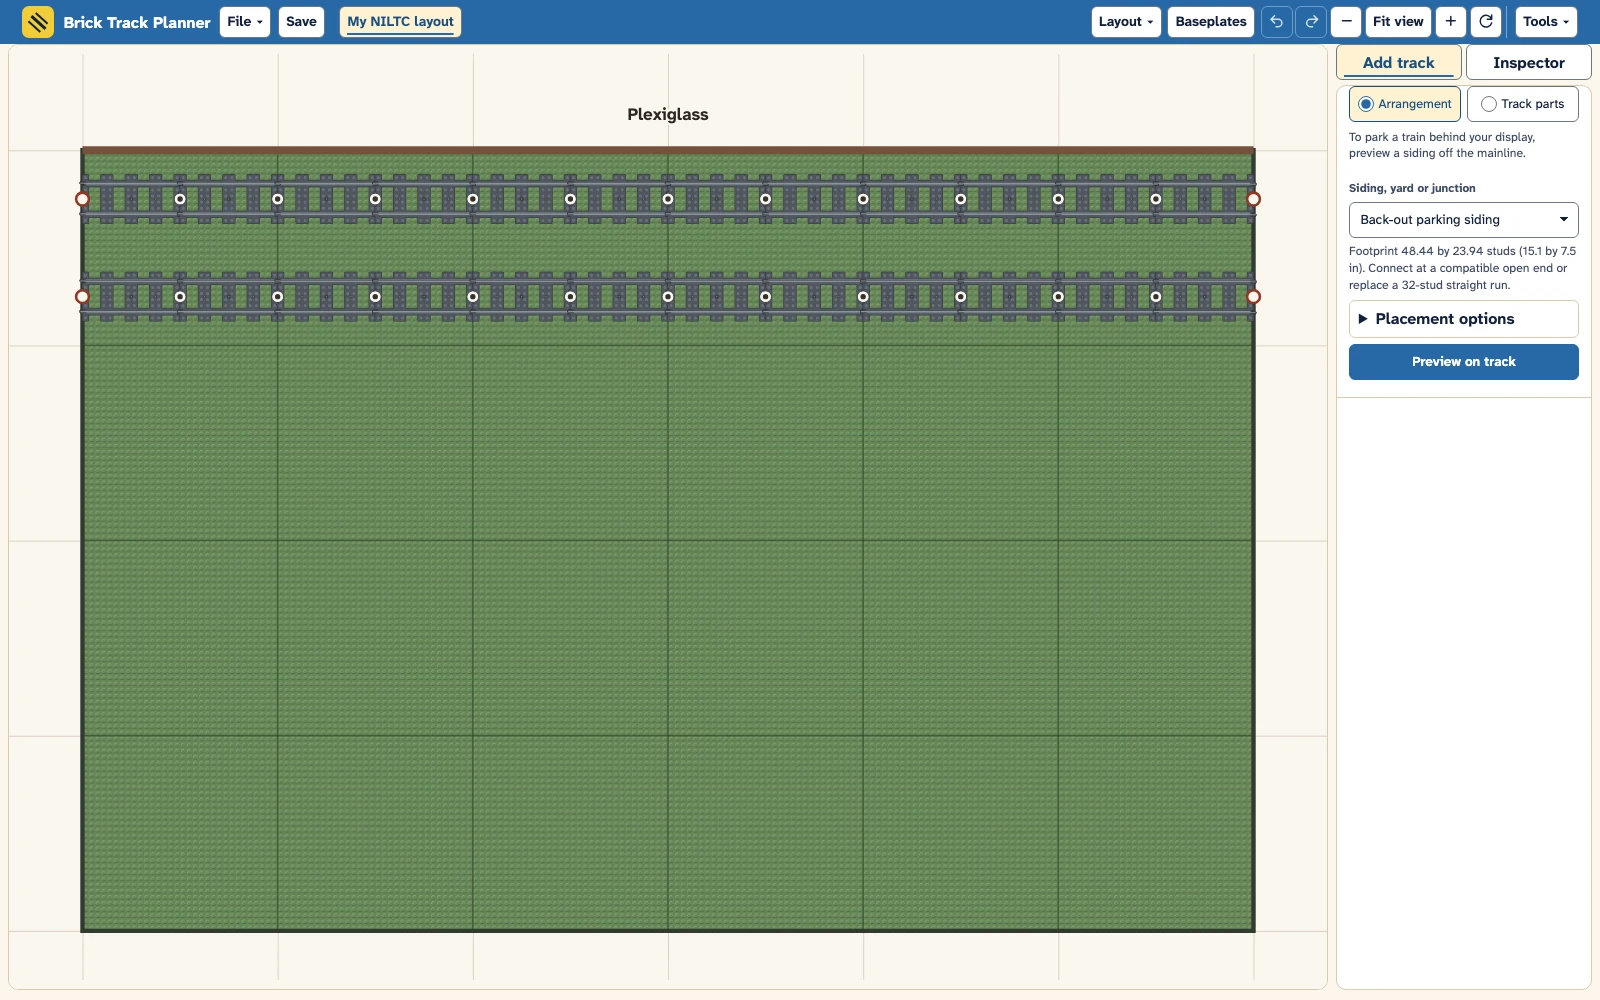 Brick Track Planner
File
Save
My NILTC layout
Layout
Baseplates
Fit view
Tools
Add track
Inspector
Arrangement
Track parts
To park a train behind your display,
preview a siding off the mainline.
Siding, yard or junction
Back-out parking siding
Footprint 48.44 by 23.94 studs (15.1 by 7.5
in). Connect at a compatible open end or
replace a 32-stud straight run.
Placement options
Preview on track
Plexiglass